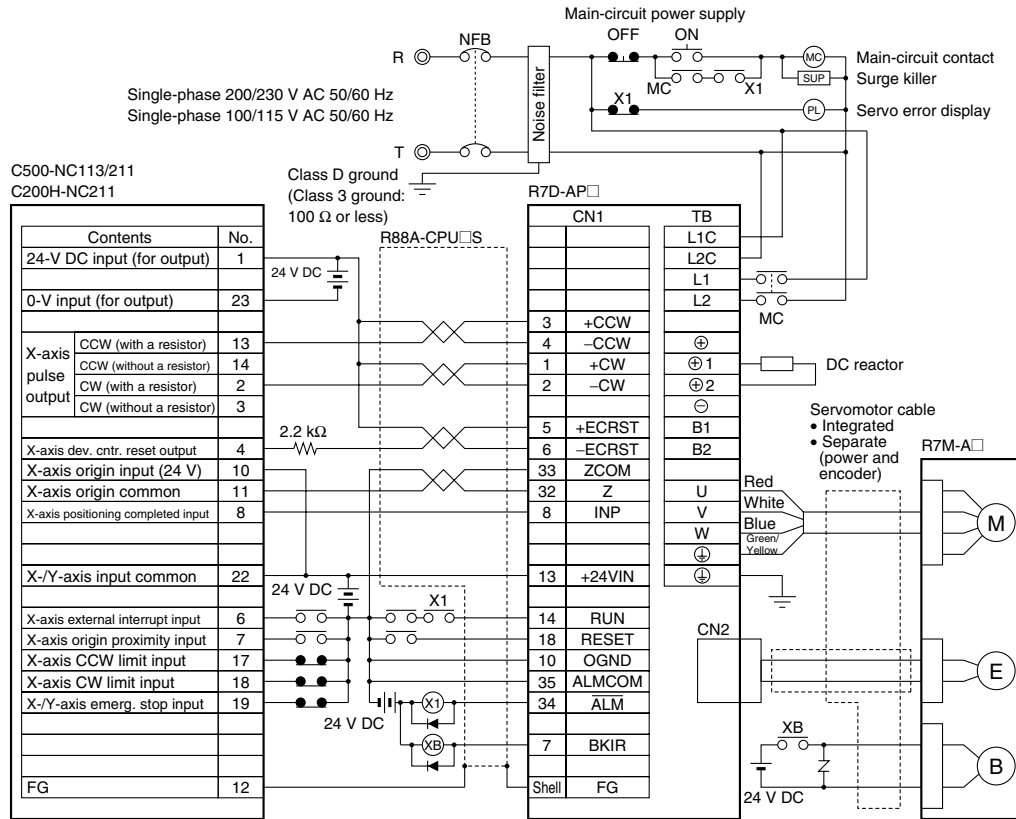 Main-circuit power supply
OFF
ON
NFB
R
MC
Main-circuit contact
MC
X1
SUP
Surge killer
Single-phase 200/230 V AC 50/60 Hz
Single-phase 100/115 V AC 50/60 Hz
Noise filter
X1
PL
Servo error display
T
C500-NC113/211
C200H-NC211
Class D ground
(Class 3 ground:
100 Ω or less)
R7D-AP□
R88A-CPU□S
Contents No.
24-V DC input (for output) 1
0-V input (for output) 23
X-axis pulse output
CCW (with a resistor) 13
CCW (without a resistor) 14
CW (with a resistor) 2
CW (without a resistor) 3
X-axis dev. cntr. reset output 4
X-axis origin input (24 V) 10
X-axis origin common 11
X-axis positioning completed input 8
X-/Y-axis input common 22
X-axis external interrupt input 6
X-axis origin proximity input 7
X-axis CCW limit input 17
X-axis CW limit input 18
X-/Y-axis emerg. stop input 19
FG 12
24 V DC
2.2 kΩ
24 V DC
X1
X1
24 V DC
XB
CN1
3 +CCW
4 −CCW
1 +CW
2 −CW
5 +ECRST
6 −ECRST
33 ZCOM
32 Z
8 INP
13 +24VIN
14 RUN
18 RESET
10 OGND
35 ALMCOM
34 ALM
7 BKIR
Shell FG
TB
L1C
L2C
L1
L2
⊕
⊕1
⊕2
⊖
B1
B2
U
V
W
CN2
MC
DC reactor
Servomotor cable
• Integrated
• Separate
(power and
encoder)
R7M-A□
Red
White
Blue
Green/
Yellow
M
E
XB
B
24 V DC